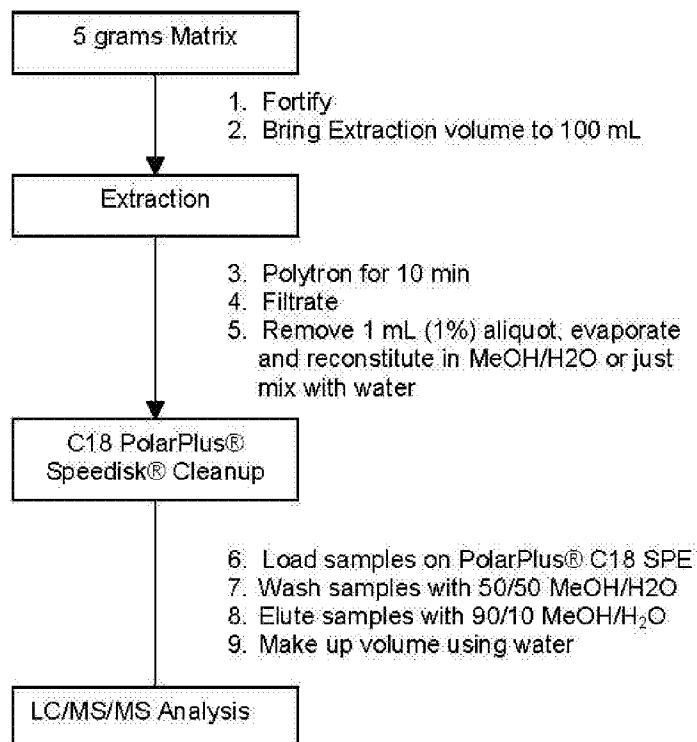 5 grams Matrix
1. Fortify
2. Bring Extraction volume to 100 mL
Extraction
3. Polytron for 10 min
4. Filtrate
5. Remove 1 mL (1%) aliquot, evaporate
and reconstitute in MeOH/H2O or just
mix with water
C18 PolarPlus®
Speedisk® Cleanup
6. Load samples on PolarPlus® C18 SPE
7. Wash samples with 50/50 MeOH/H2O
8. Elute samples with 90/10 MeOH/H₂O
9. Make up volume using water
LC/MS/MS Analysis